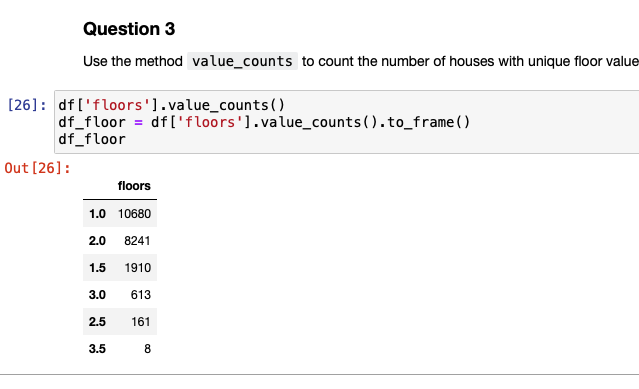 Question 3
Use the method value_counts to count the number of houses with unique floor value
[26]: df['floors'].value_counts()
df_floor = df['floors'].value_counts().to_frame()
df_floor
Out[26]:
floors
1.0 10680
2.0 8241
1.5 1910
3.0 613
2.5 161
3.5 8